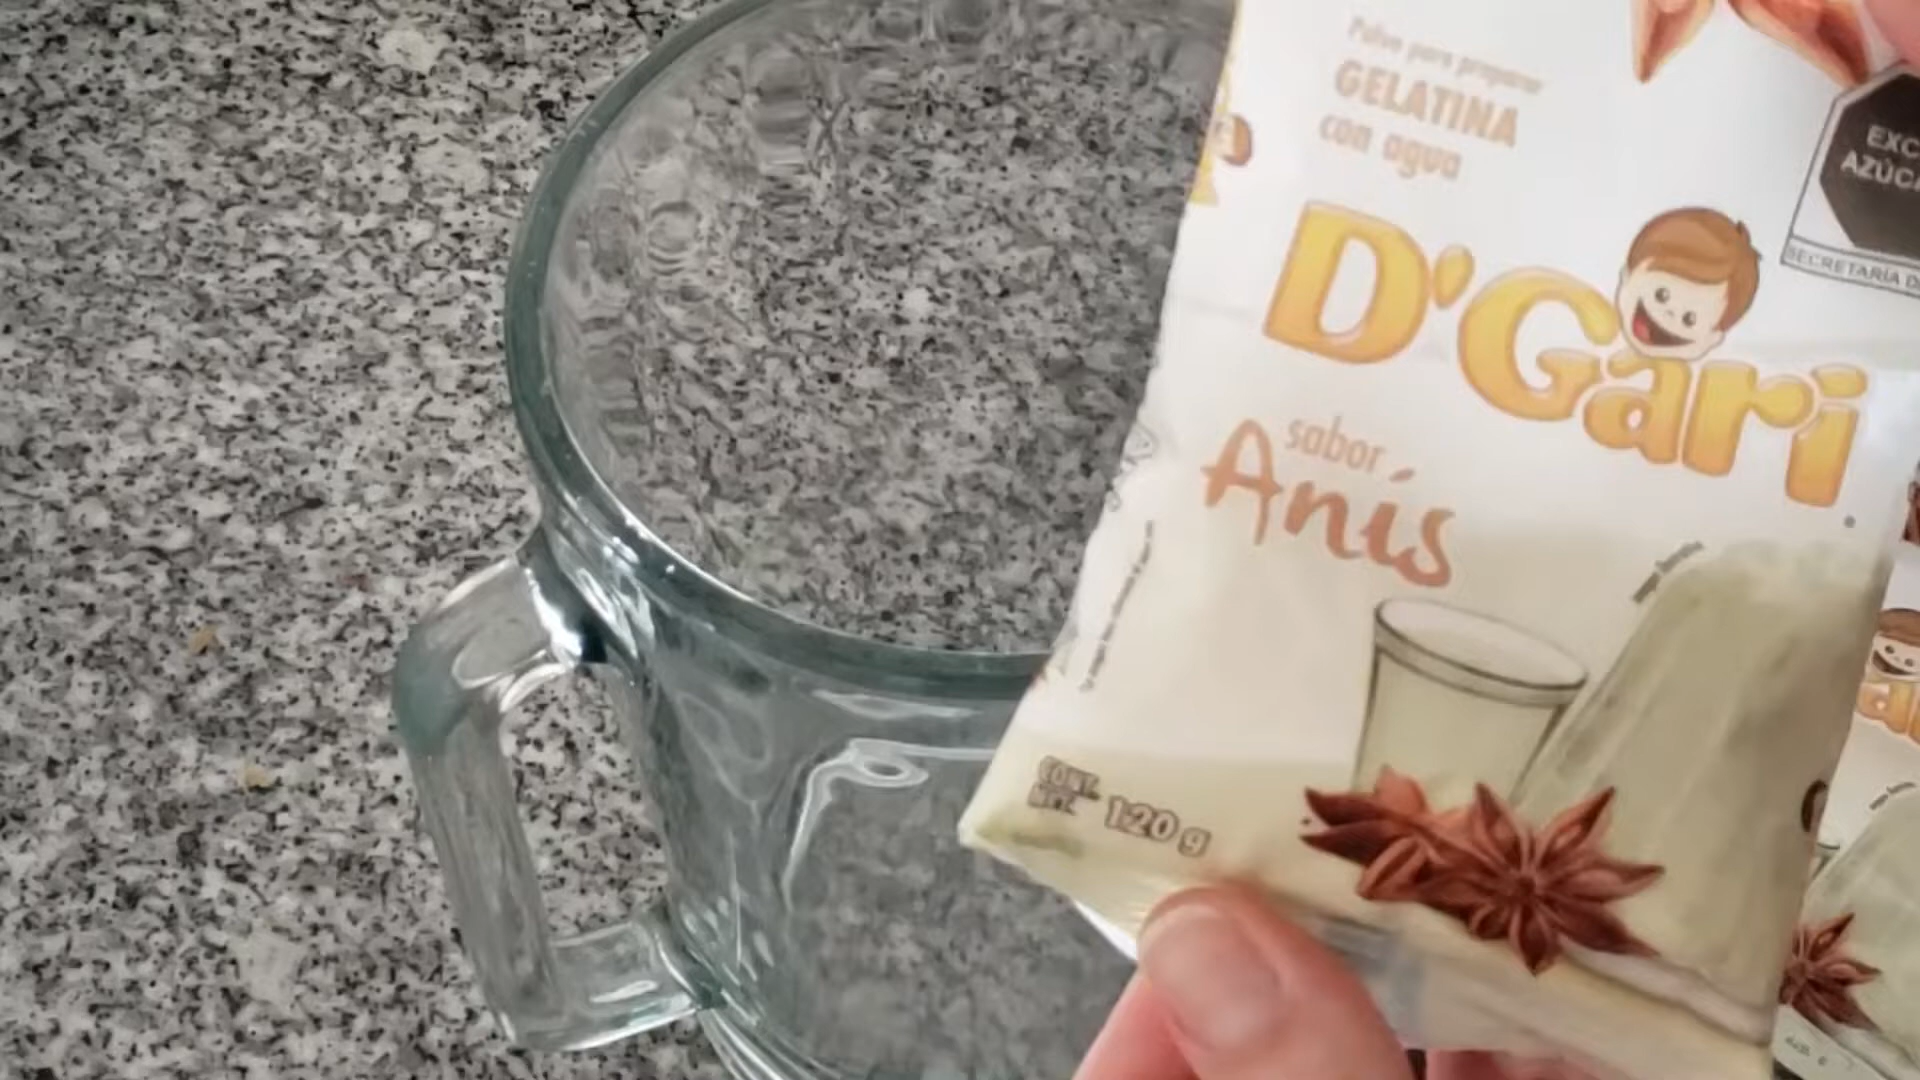 Polvo para preparar
GELATINA
con agua
EXC
AZÚCA
SECRETARÍA D
D'Gari
sabor
Anís
CONT.
NET. 120 g